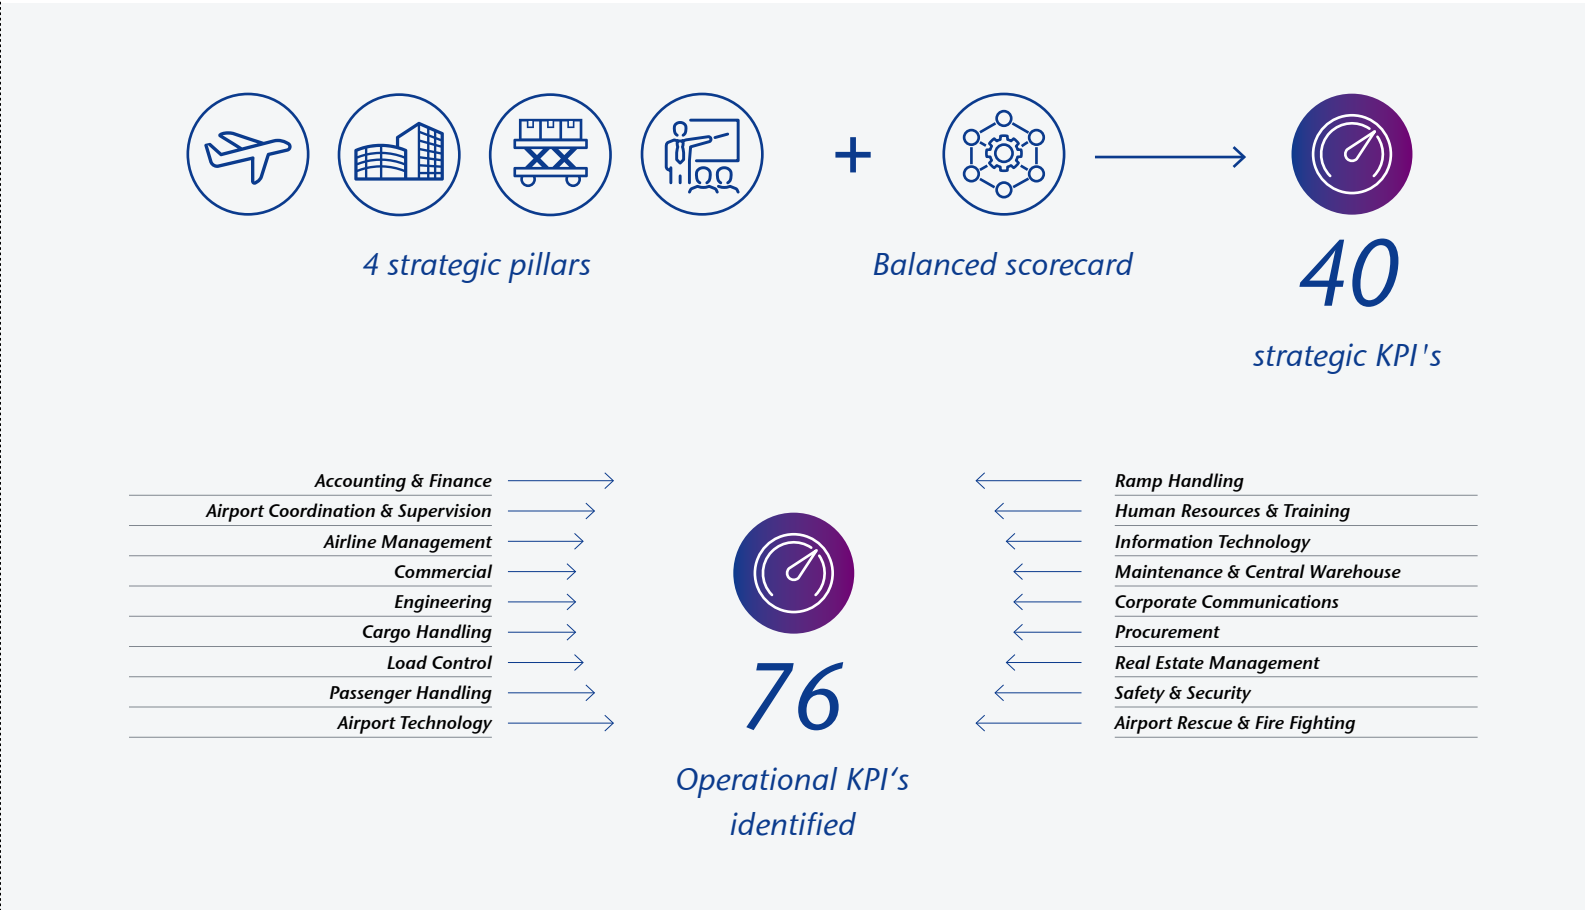 4 strategic pillars
+
Balanced scorecard
40
strategic KPI's
Accounting & Finance
Airport Coordination & Supervision
Airline Management
Commercial
Engineering
Cargo Handling
Load Control
Passenger Handling
Airport Technology
76
Operational KPI‘s
identified
Ramp Handling
Human Resources & Training
Information Technology
Maintenance & Central Warehouse
Corporate Communications
Procurement
Real Estate Management
Safety & Security
Airport Rescue & Fire Fighting